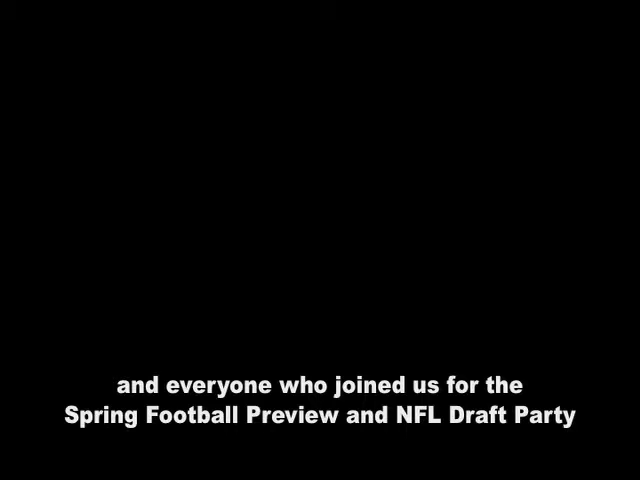 and everyone who joined us for the
Spring Football Preview and NFL Draft Party